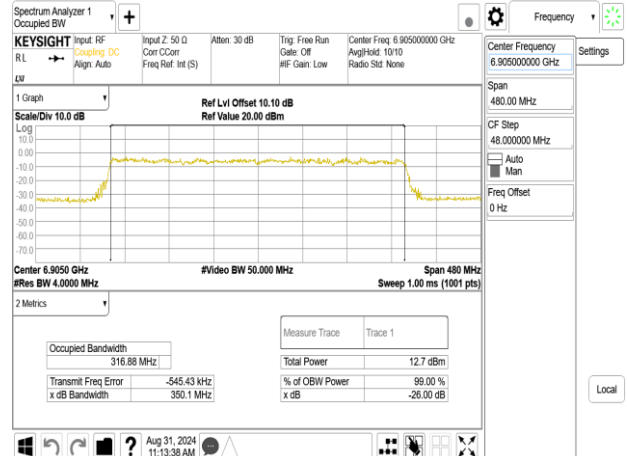 Spectrum Analyzer 1
Occupied BW
Frequency
KEYSIGHT
RL
Input: RF
Coupling: DC
Align: Auto
Input Z: 50 Ω
Corr CCorr
Freq Ref: Int (S)
Atten: 30 dB
Trig: Free Run
Gate: Off
#IF Gain: Low
Center Freq: 6.905000000 GHz
Avg|Hold: 10/10
Radio Std: None
Center Frequency
6.905000000 GHz
Settings
Span
480.00 MHz
CF Step
48.000000 MHz
Auto
Man
Freq Offset
0 Hz
1 Graph
Ref Lvl Offset 10.10 dB
Scale/Div 10.0 dB
Ref Value 20.00 dBm
Log
10.0
0.00
-10.0
-20.0
-30.0
-40.0
-50.0
-60.0
-70.0
Center 6.9050 GHz
#Video BW 50.000 MHz
Span 480 MHz
#Res BW 4.0000 MHz
Sweep 1.00 ms (1001 pts)
2 Metrics
Measure Trace
Trace 1
Occupied Bandwidth
316.88 MHz
Total Power
12.7 dBm
Transmit Freq Error
-545.43 kHz
% of OBW Power
99.00 %
x dB Bandwidth
350.1 MHz
x dB
-26.00 dB
Local
?
Aug 31, 2024
11:13:38 AM